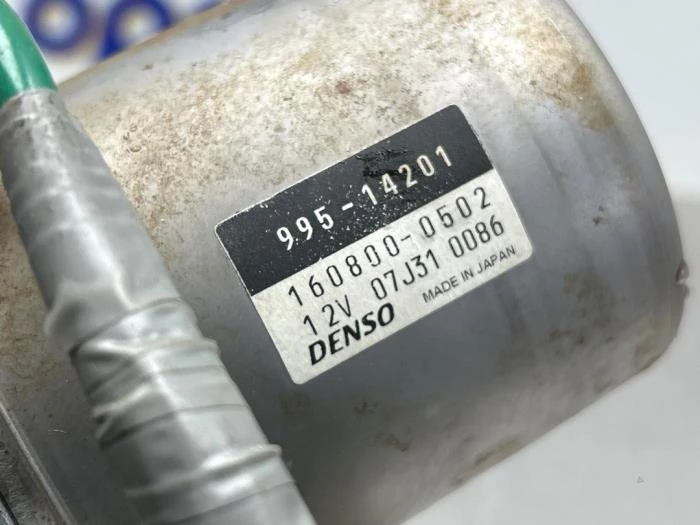 995-14201
160800-0502
12V 07J31 0086
DENSO MADE IN JAPAN